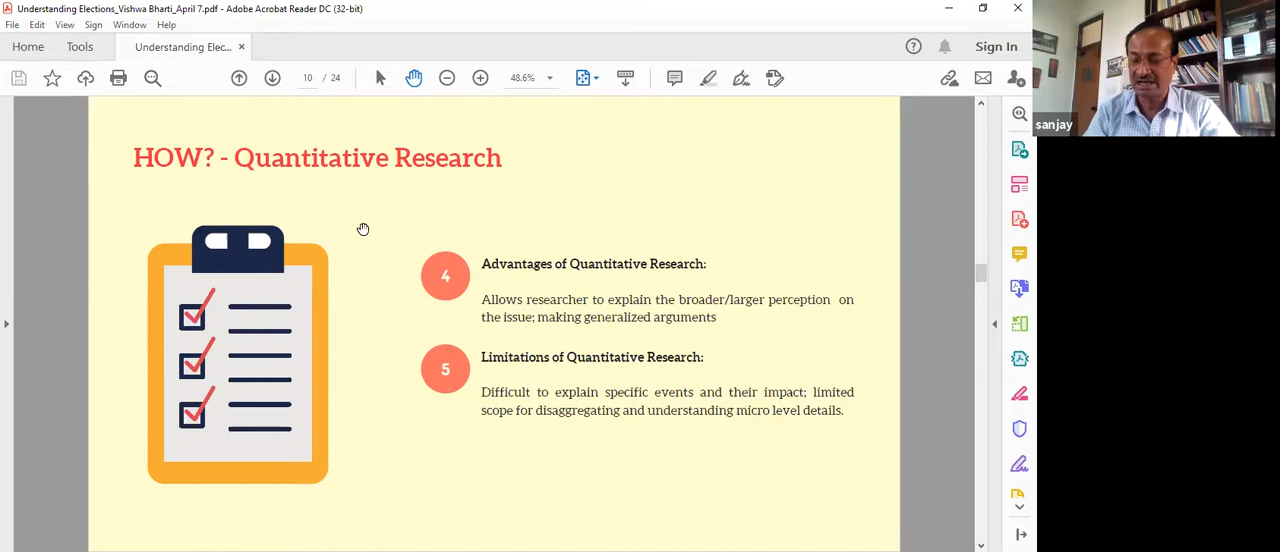 Understanding Elections_Vishwa Bharti_April 7.pdf - Adobe Acrobat Reader DC (32-bit)
File Edit View Sign Window Help
Home Tools Understanding Elec... × Sign In
10 / 24 48.6%
sanjay
HOW? - Quantitative Research
4 Advantages of Quantitative Research:
Allows researcher to explain the broader/larger perception on
the issue; making generalized arguments
5 Limitations of Quantitative Research:
Difficult to explain specific events and their impact; limited
scope for disaggregating and understanding micro level details.